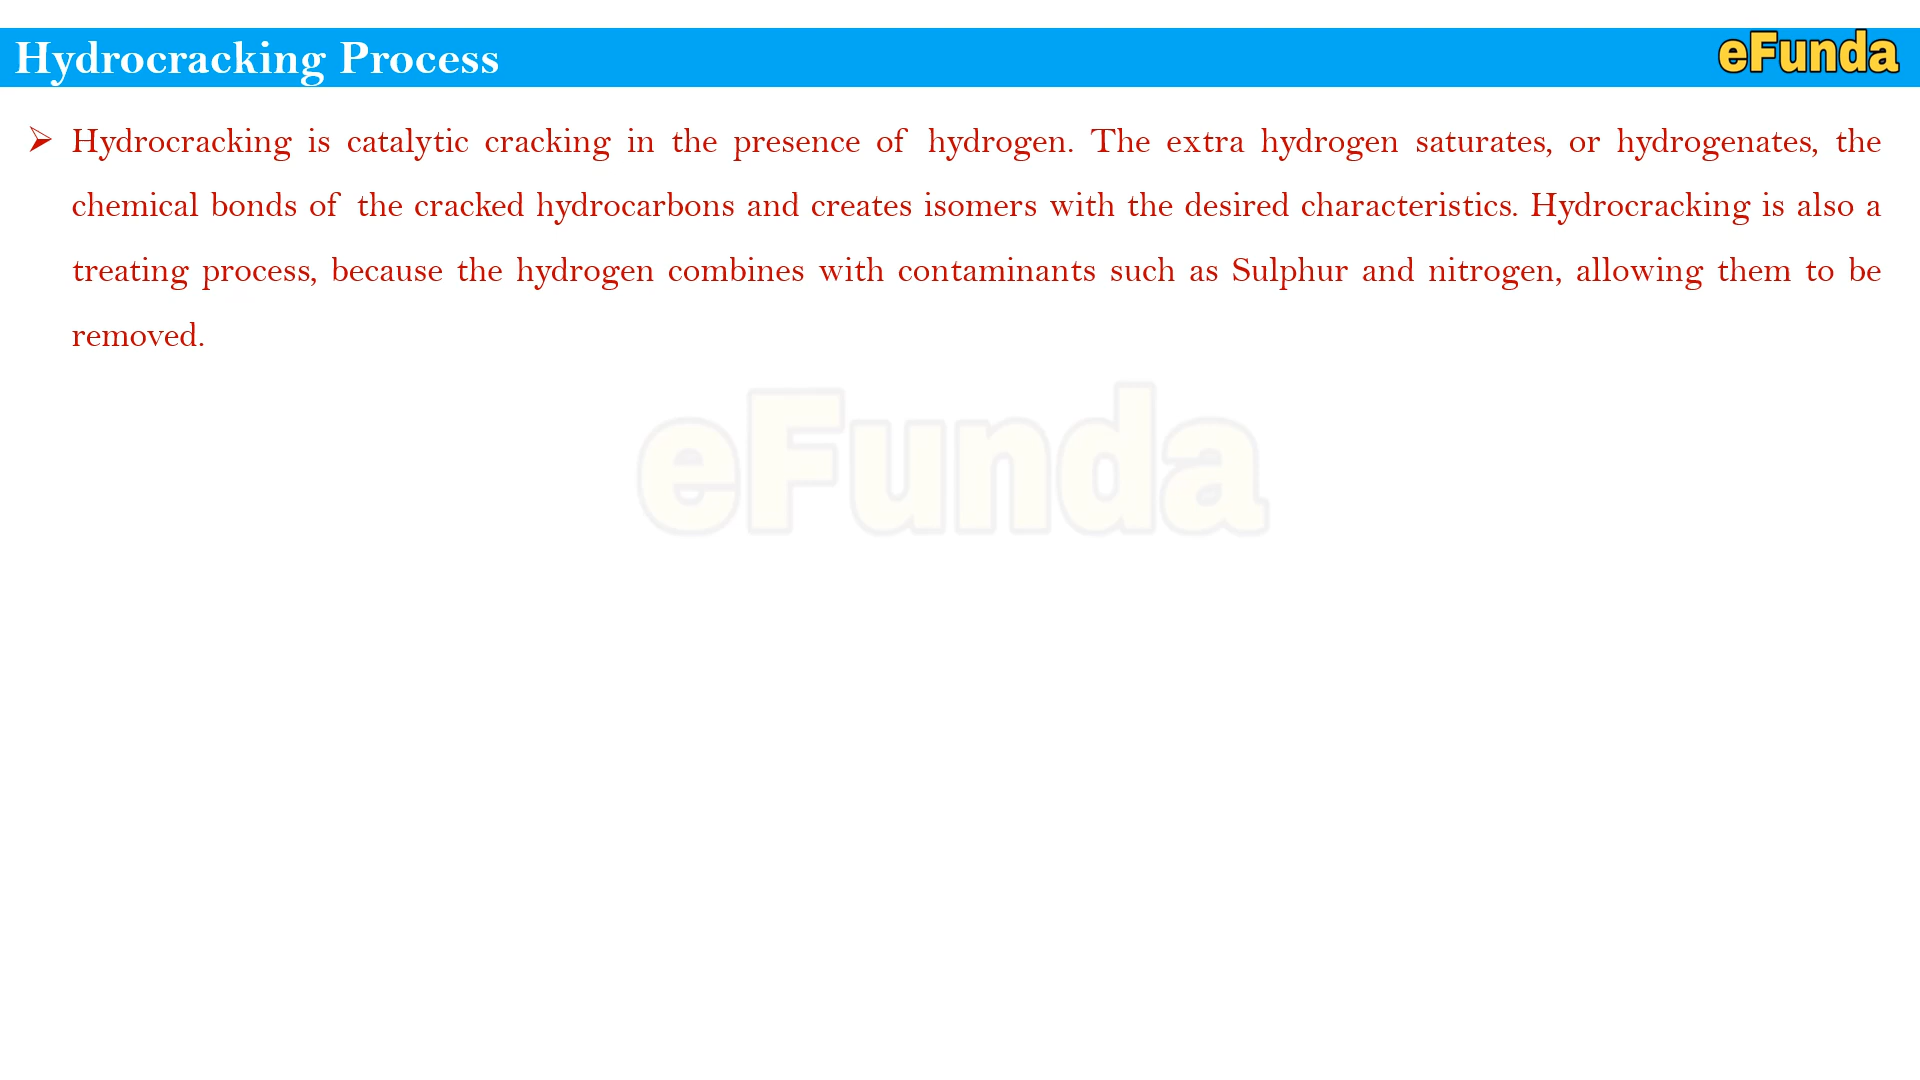 Hydrocracking Process
eFunda
Hydrocracking is catalytic cracking in the presence of hydrogen. The extra hydrogen saturates, or hydrogenates, the
chemical bonds of the cracked hydrocarbons and creates isomers with the desired characteristics. Hydrocracking is also a
treating process, because the hydrogen combines with contaminants such as Sulphur and nitrogen, allowing them to be
removed.
eFunda